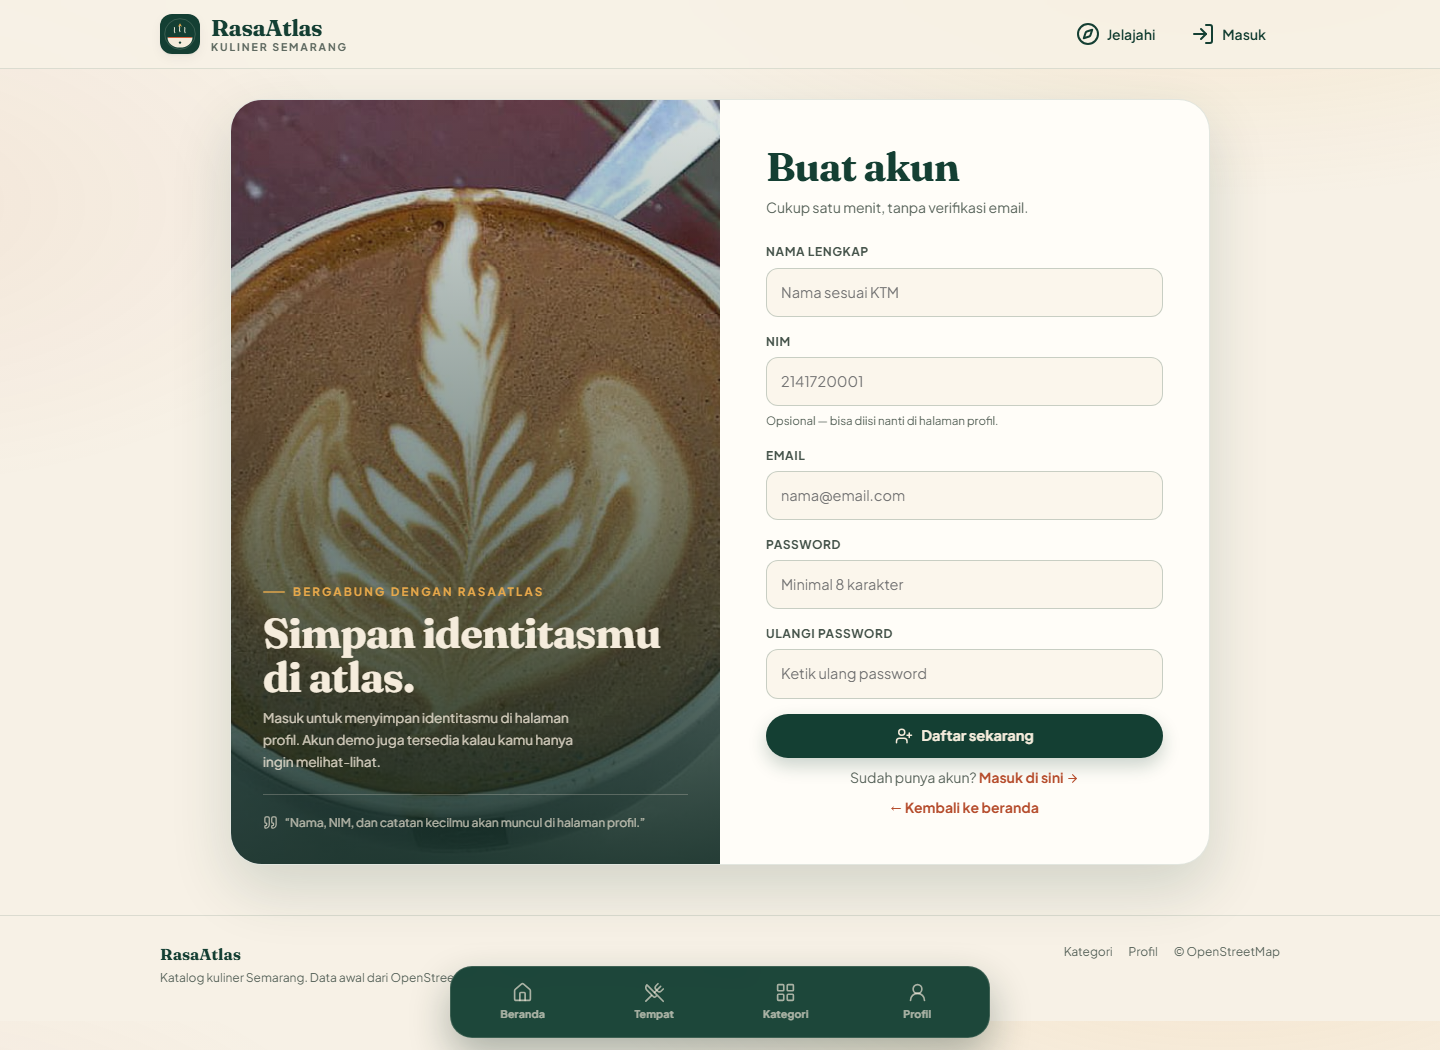 RasaAtlas
KULINER SEMARANG
Jelajahi
Masuk
BERGABUNG DENGAN RASAATLAS
Simpan identitasmu
di atlas.
Masuk untuk menyimpan identitasmu di halaman
profil. Akun demo juga tersedia kalau kamu hanya
ingin melihat-lihat.
"Nama, NIM, dan catatan kecilmu akan muncul di halaman profil."
Buat akun
Cukup satu menit, tanpa verifikasi email.
NAMA LENGKAP
Nama sesuai KTM
NIM
2141720001
Opsional — bisa diisi nanti di halaman profil.
EMAIL
nama@email.com
PASSWORD
Minimal 8 karakter
ULANGI PASSWORD
Ketik ulang password
Daftar sekarang
Sudah punya akun? Masuk di sini →
← Kembali ke beranda
RasaAtlas
Katalog kuliner Semarang. Data awal dari
Kategori Profil © OpenStreetMap
Beranda
Tempat
Kategori
Profil